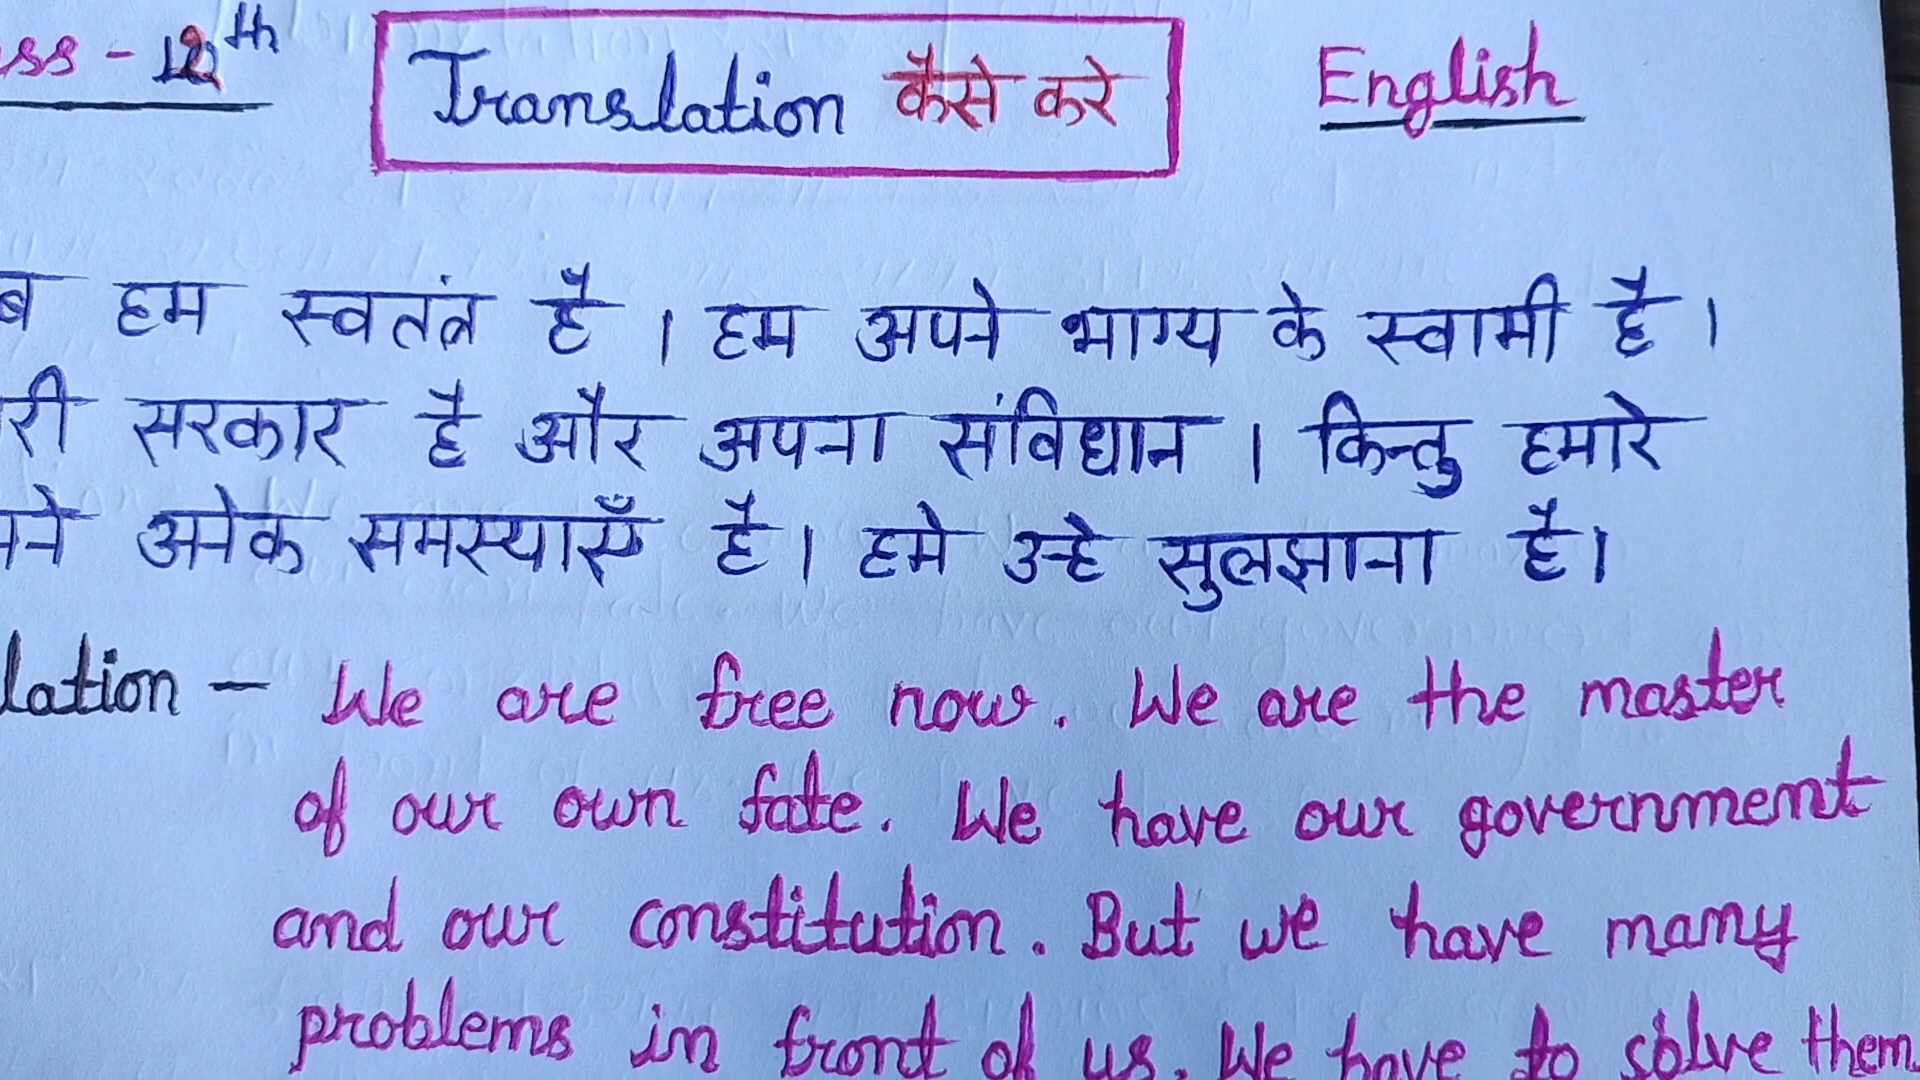 ss - 12th Translation कैसे करे English
ब हम स्वतंत्र है । हम अपने भाग्य के स्वामी है ।
री सरकार है और अपना संविधान । किन्तु हमारे
मने अनेक समस्याएँ है । हमे उन्हे सुलझाना है ।
lation – We are free now. We are the master
of our own fate. We have our government
and our constitution. But we have many
problems in front of us. We have to solve them.